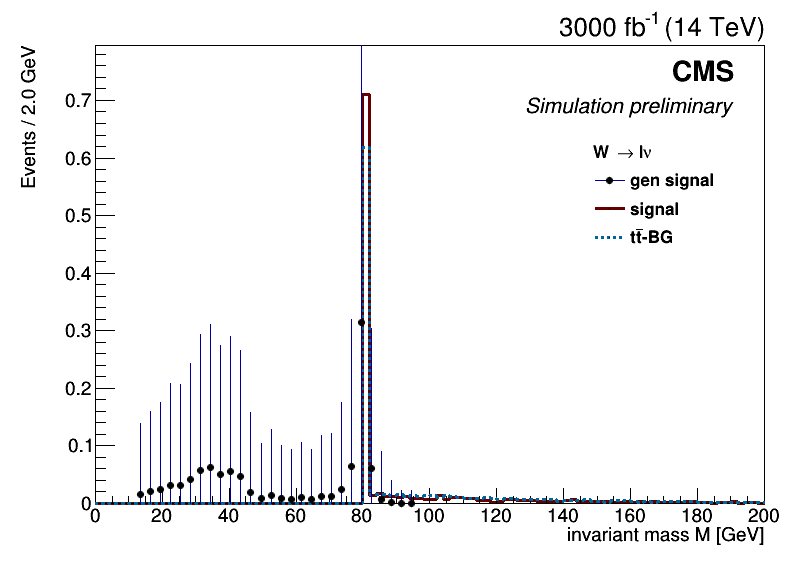 3000 fb⁻¹ (14 TeV)
Events / 2.0 GeV
CMS
Simulation preliminary
W → lν
gen signal
signal
tt̄-BG
0.7
0.6
0.5
0.4
0.3
0.2
0.1
0
0 20 40 60 80 100 120 140 160 180 200
invariant mass M [GeV]